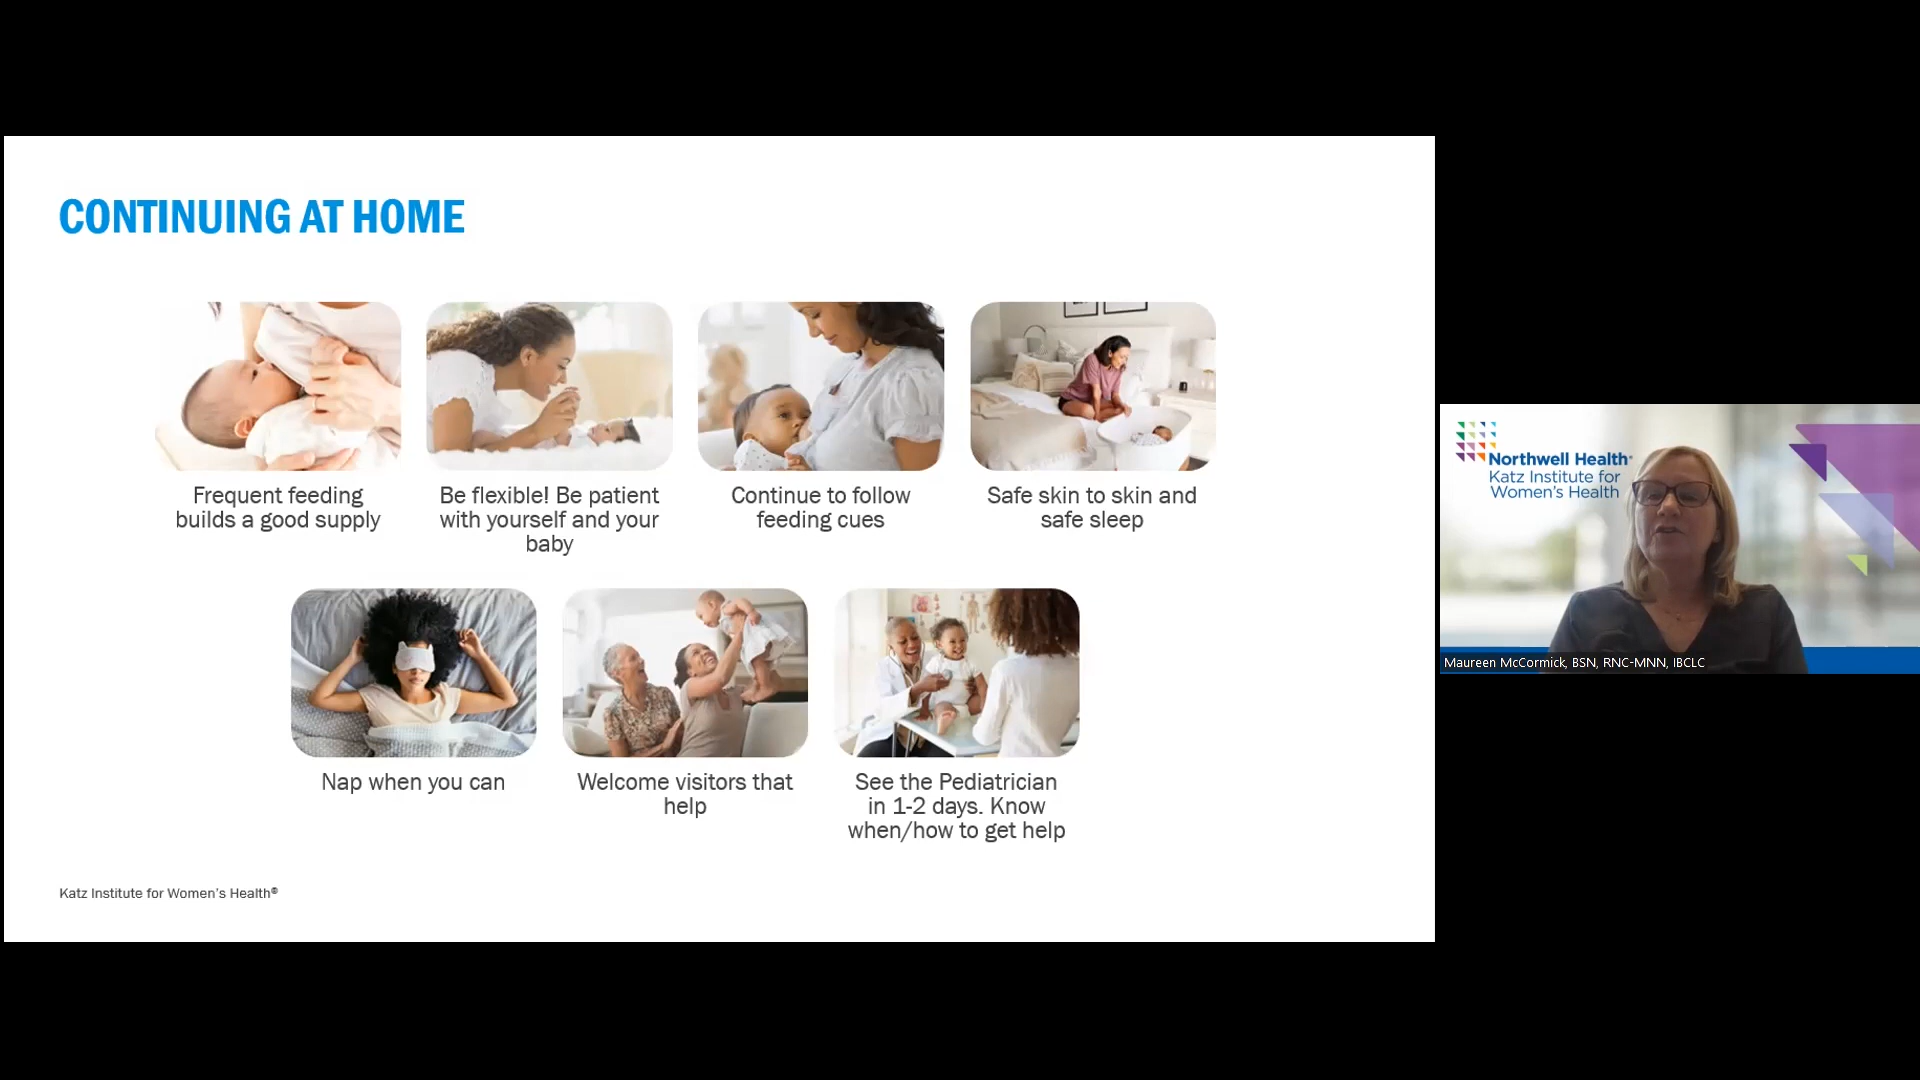 CONTINUING AT HOME
Frequent feeding
builds a good supply
Be flexible! Be patient
with yourself and your
baby
Continue to follow
feeding cues
Safe skin to skin and
safe sleep
Nap when you can
Welcome visitors that
help
See the Pediatrician
in 1-2 days. Know
when/how to get help
Katz Institute for Women's Health®
Northwell Health®
Katz Institute for
Women's Health
Maureen McCormick, BSN, RNC-MNN, IBCLC